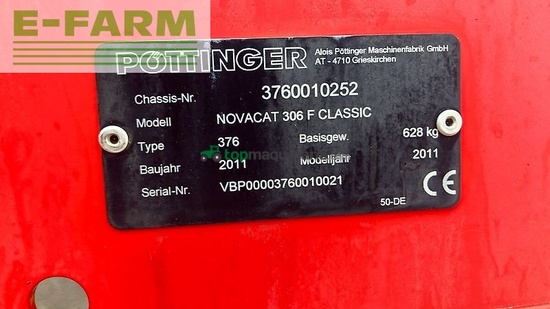 E-FARM
PÖTTINGER
Alois Pöttinger Maschinenfabrik GmbH
AT - 4710 Grieskirchen
Chassis-Nr. 3760010252
Modell NOVACAT 306 F CLASSIC
Type 376 Basisgew. 628 kg
Baujahr 2011 Modelljahr 2011
Serial-Nr. VBP00003760010021
CE
50-DE